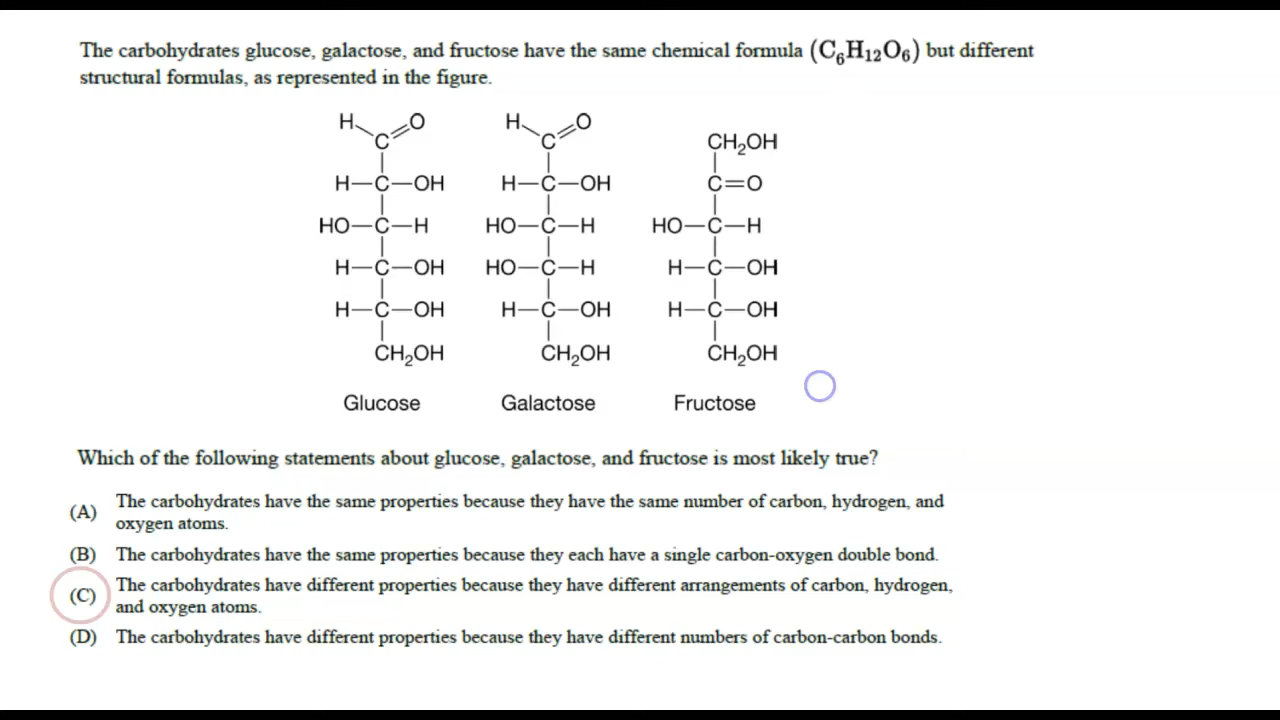 The carbohydrates glucose, galactose, and fructose have the same chemical formula (C₆H₁₂O₆) but different
structural formulas, as represented in the figure.
H O
C
H—C—OH
HO—C—H
H—C—OH
H—C—OH
CH₂OH
Glucose
H O
C
H—C—OH
HO—C—H
HO—C—H
H—C—OH
CH₂OH
Galactose
CH₂OH
C=O
HO—C—H
H—C—OH
H—C—OH
CH₂OH
Fructose
Which of the following statements about glucose, galactose, and fructose is most likely true?
(A) The carbohydrates have the same properties because they have the same number of carbon, hydrogen, and
oxygen atoms.
(B) The carbohydrates have the same properties because they each have a single carbon-oxygen double bond.
(C) The carbohydrates have different properties because they have different arrangements of carbon, hydrogen,
and oxygen atoms.
(D) The carbohydrates have different properties because they have different numbers of carbon-carbon bonds.